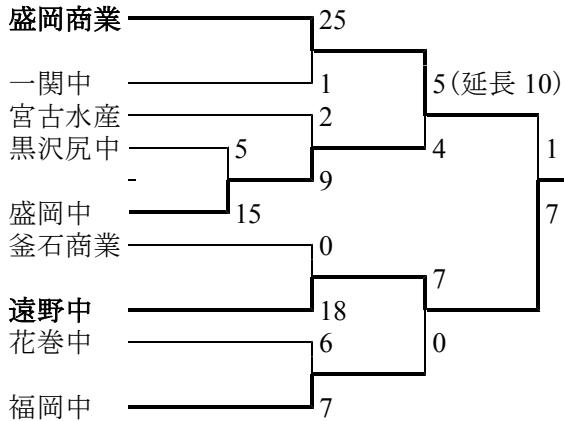 盛岡商業 25
一関中 1 5(延長 10)
宮古水産 2
黒沢尻中 5 4 1
9
盛岡中 15 7
釜石商業 0
7
遠野中 18
花巻中 6 0
福岡中 7